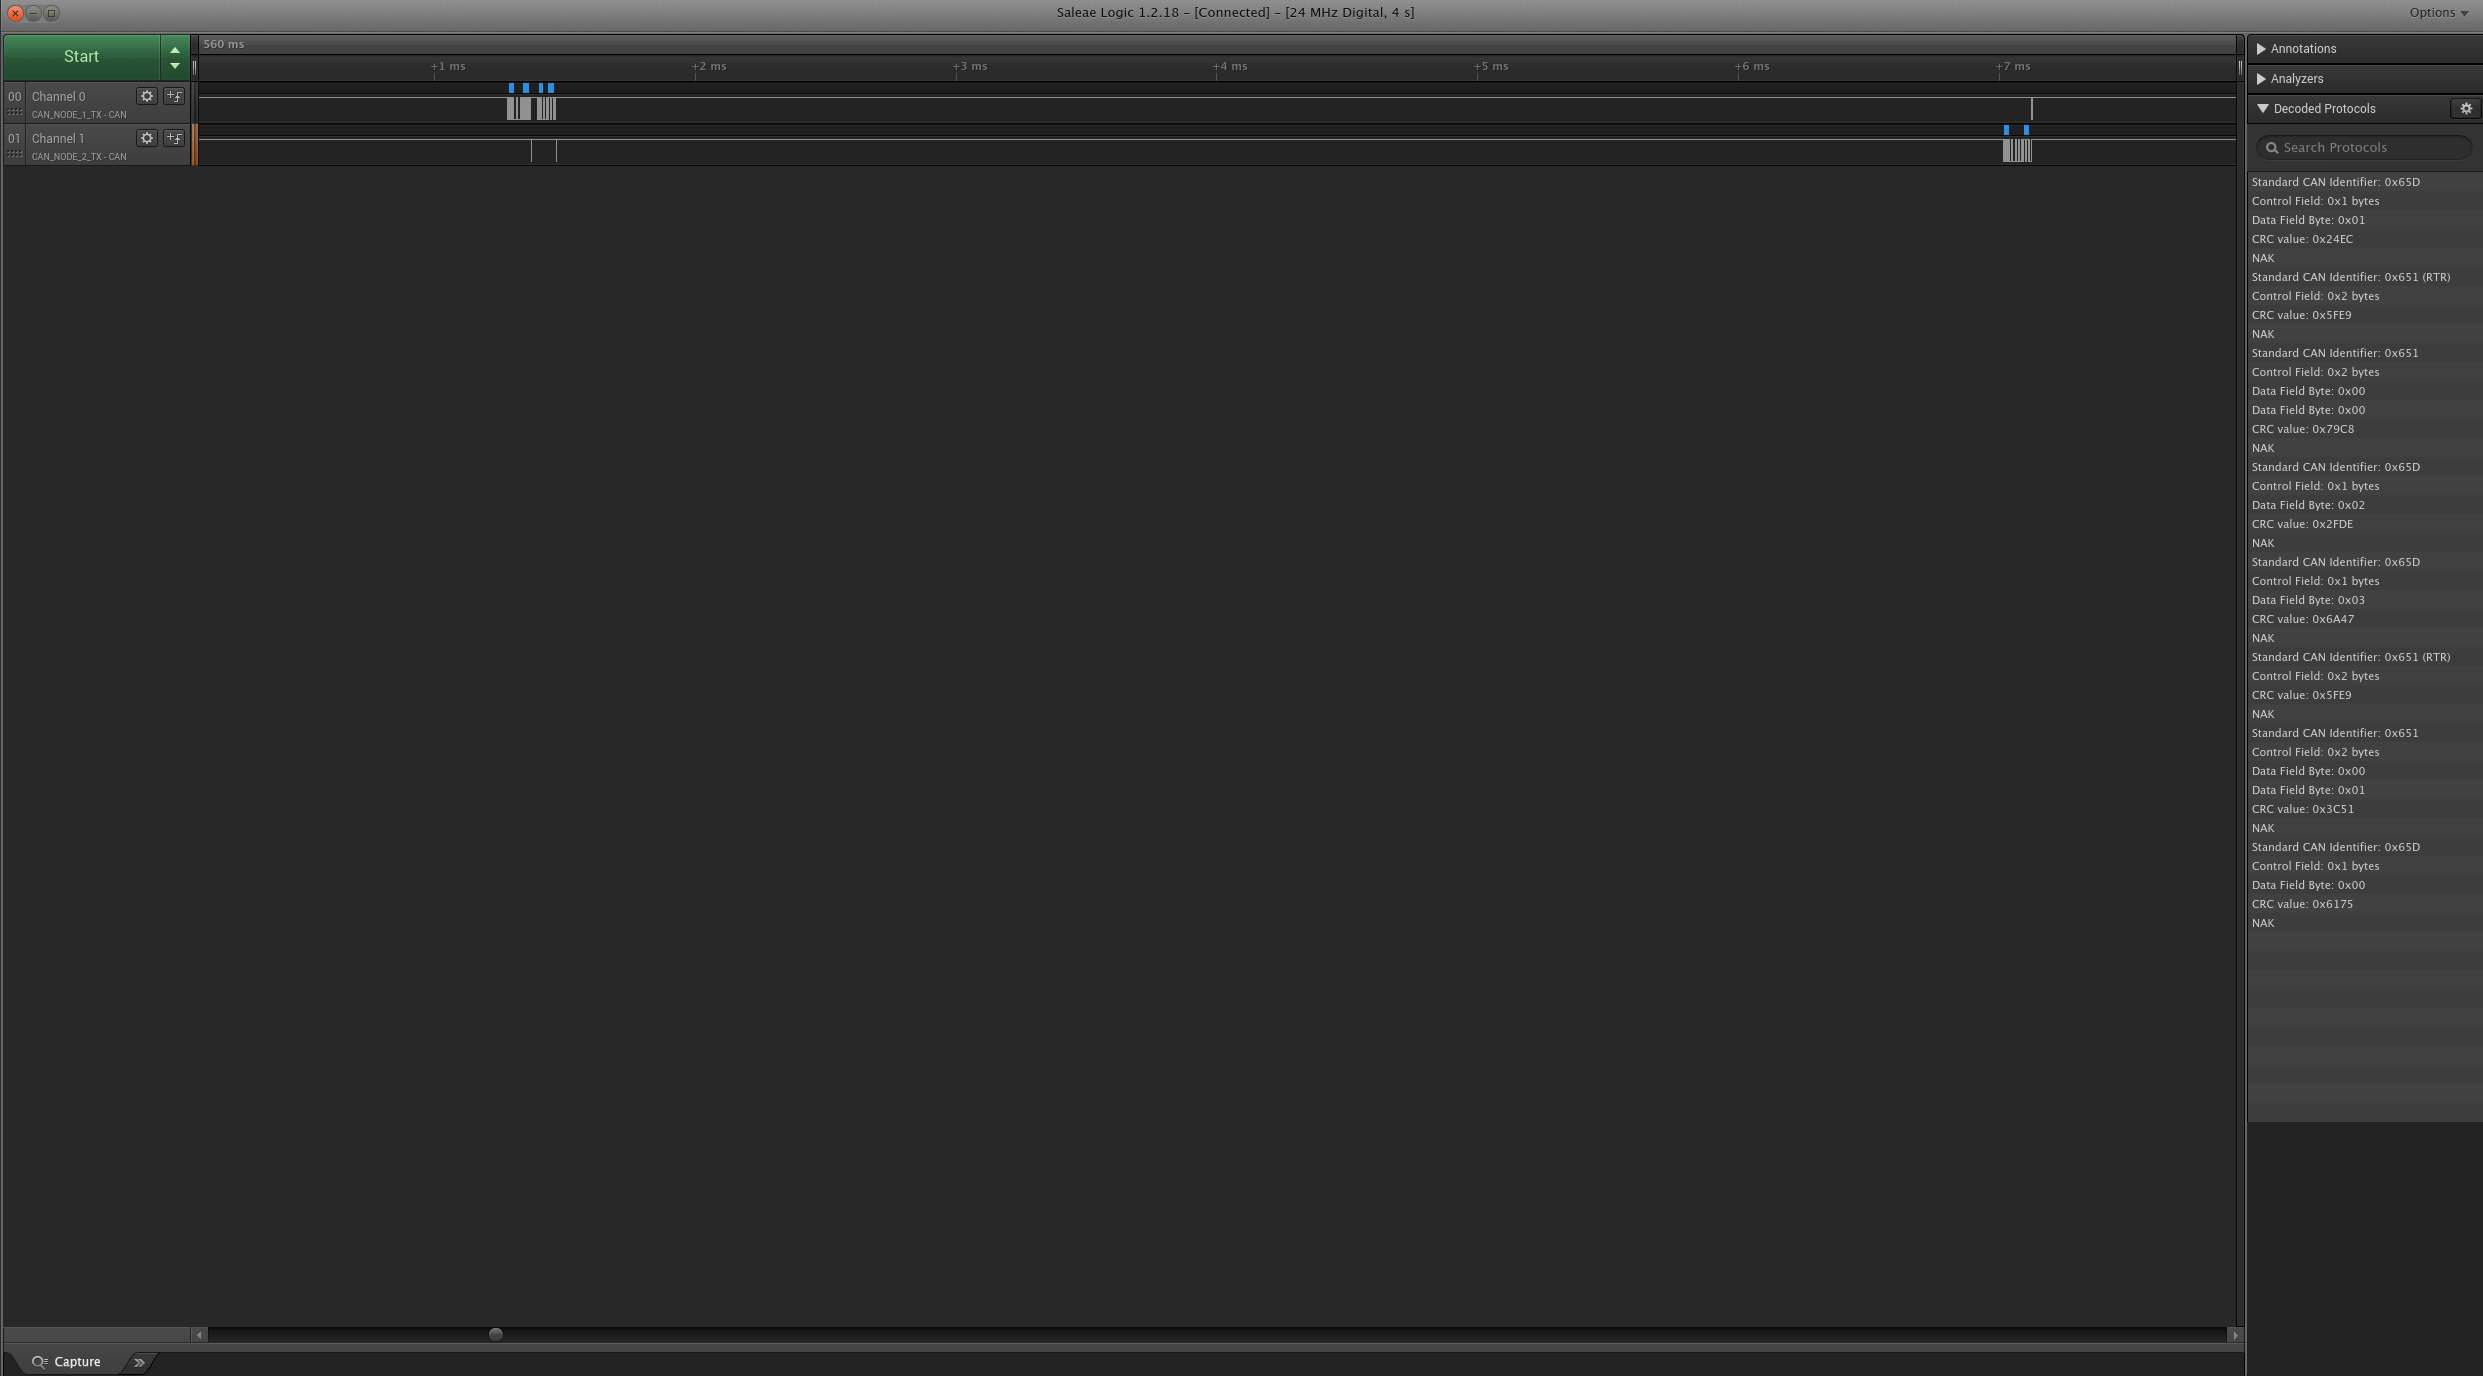 Saleae Logic 1.2.18 - [Connected] - [24 MHz Digital, 4 s]
Options
Start
560 ms
+1 ms +2 ms +3 ms +4 ms +5 ms +6 ms +7 ms
00 Channel 0
CAN_NODE_1_TX - CAN
01 Channel 1
CAN_NODE_2_TX - CAN
Annotations
Analyzers
Decoded Protocols
Search Protocols
Standard CAN Identifier: 0x65D
Control Field: 0x1 bytes
Data Field Byte: 0x01
CRC value: 0x24EC
NAK
Standard CAN Identifier: 0x651 (RTR)
Control Field: 0x2 bytes
CRC value: 0x5FE9
NAK
Standard CAN Identifier: 0x651
Control Field: 0x2 bytes
Data Field Byte: 0x00
Data Field Byte: 0x00
CRC value: 0x79C8
NAK
Standard CAN Identifier: 0x65D
Control Field: 0x1 bytes
Data Field Byte: 0x02
CRC value: 0x2FDE
NAK
Standard CAN Identifier: 0x65D
Control Field: 0x1 bytes
Data Field Byte: 0x03
CRC value: 0x6A47
NAK
Standard CAN Identifier: 0x651 (RTR)
Control Field: 0x2 bytes
CRC value: 0x5FE9
NAK
Standard CAN Identifier: 0x651
Control Field: 0x2 bytes
Data Field Byte: 0x00
Data Field Byte: 0x01
CRC value: 0x3C51
NAK
Standard CAN Identifier: 0x65D
Control Field: 0x1 bytes
Data Field Byte: 0x00
CRC value: 0x6175
NAK
Capture